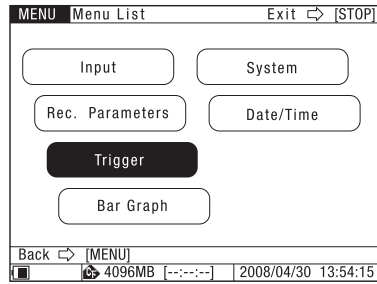 MENU Menu List Exit ⇨ [STOP]
Input System
Rec. Parameters Date/Time
Trigger
Bar Graph
Back ⇨ [MENU]
CF 4096MB [--:--:--] 2008/04/30 13:54:15